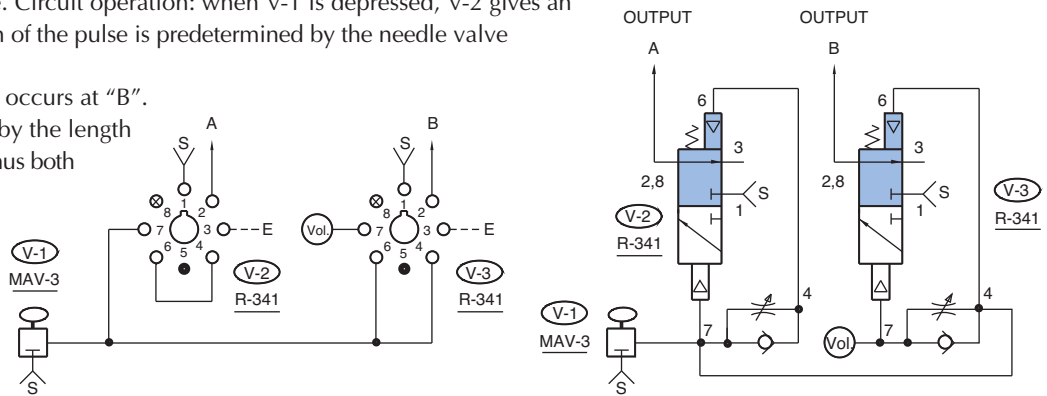 e. Circuit operation: when V-1 is depressed, V-2 gives an
n of the pulse is predetermined by the needle valve
occurs at “B”.
by the length
nus both
A
B
S
S
1
2
3
4
5
6
7
8
E
V-2
R-341
Vol.
1
2
3
4
5
6
7
8
E
V-3
R-341
V-1
MAV-3
S
OUTPUT
OUTPUT
A
B
6
6
3
3
2,8
2,8
S
S
1
1
V-2
R-341
V-3
R-341
4
4
V-1
MAV-3
7
Vol.
7
S